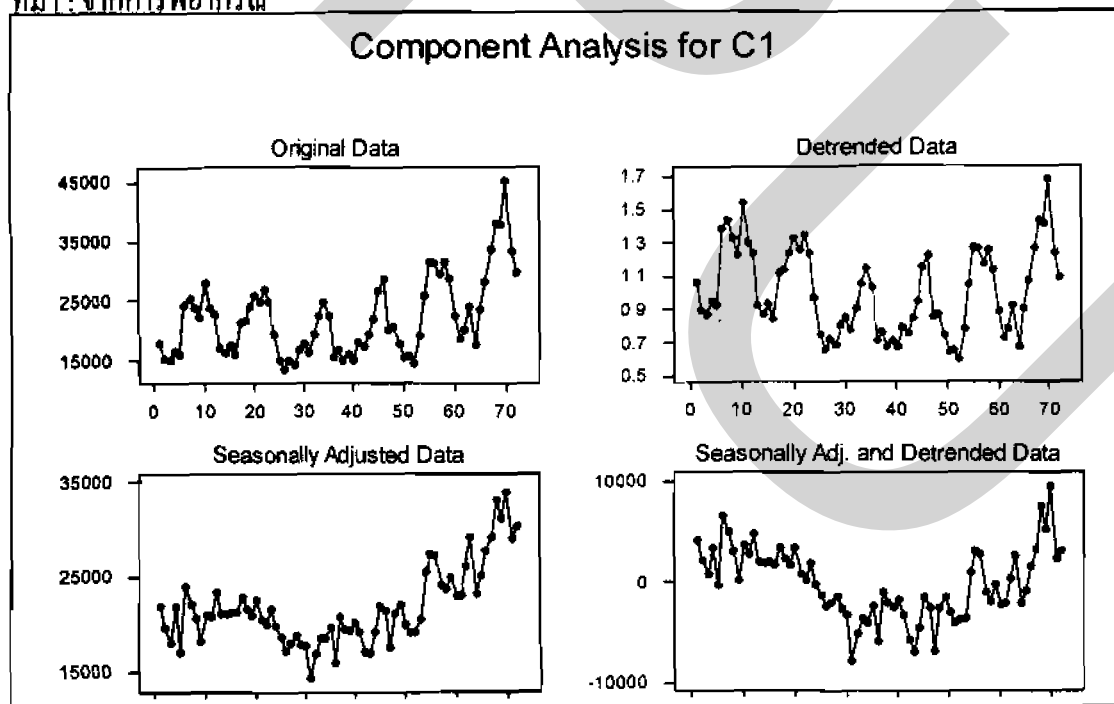 Component Analysis for C1
Original Data
45000
35000
25000
15000
0 10 20 30 40 50 60 70
Detrended Data
1.7
1.5
1.3
1.1
0.9
0.7
0.5
0 10 20 30 40 50 60 70
Seasonally Adjusted Data
35000
25000
15000
Seasonally Adj. and Detrended Data
10000
0
-10000